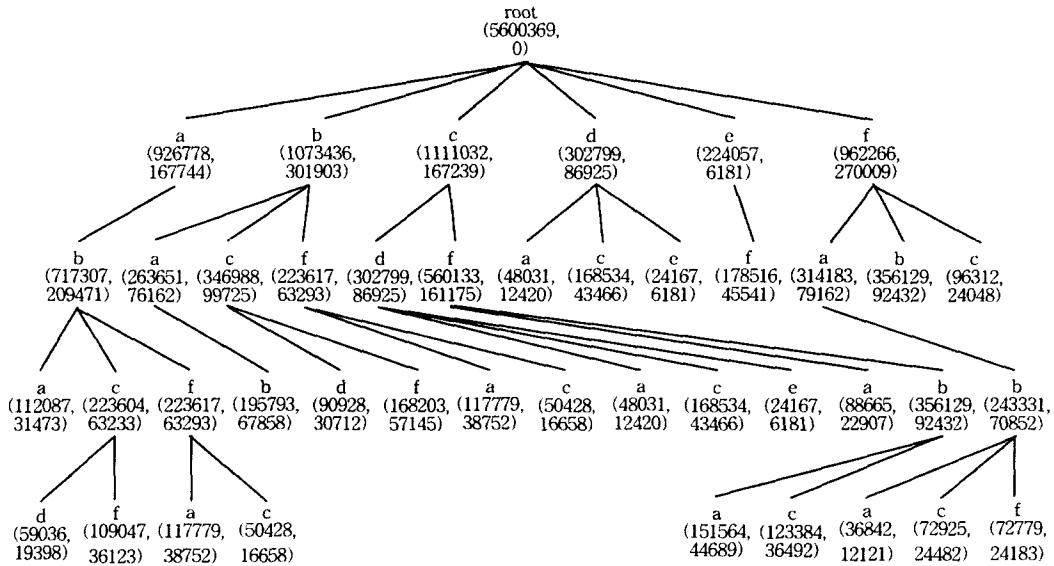 root
(5600369,
0)
a b c d e f
(926778, (1073436, (1111032, (302799, (224057, (962266,
167744) 301903) 167239) 86925) 6181) 270009)
b a c f d f a c e f a b c
(717307, (263651, (346988, (223617, (302799, (560133, (48031, (168534, (24167, (178516, (314183, (356129, (96312,
209471) 76162) 99725) 63293) 86925) 161175) 12420) 43466) 6181) 45541) 79162) 92432) 24048)
a c f b d f a c a c e a b b
(112087, (223604, (223617, (195793, (90928, (168203, (117779, (50428, (48031, (168534, (24167, (88665, (356129, (243331,
31473) 63233) 63293) 67858) 30712) 57145) 38752) 16658) 12420) 43466) 6181) 22907) 92432) 70852)
d f a c a c a c f
(59036, (109047, (117779, (50428, (151564, (123384, (36842, (72925, (72779,
19398) 36123) 38752) 16658) 44689) 36492) 12121) 24482) 24183)